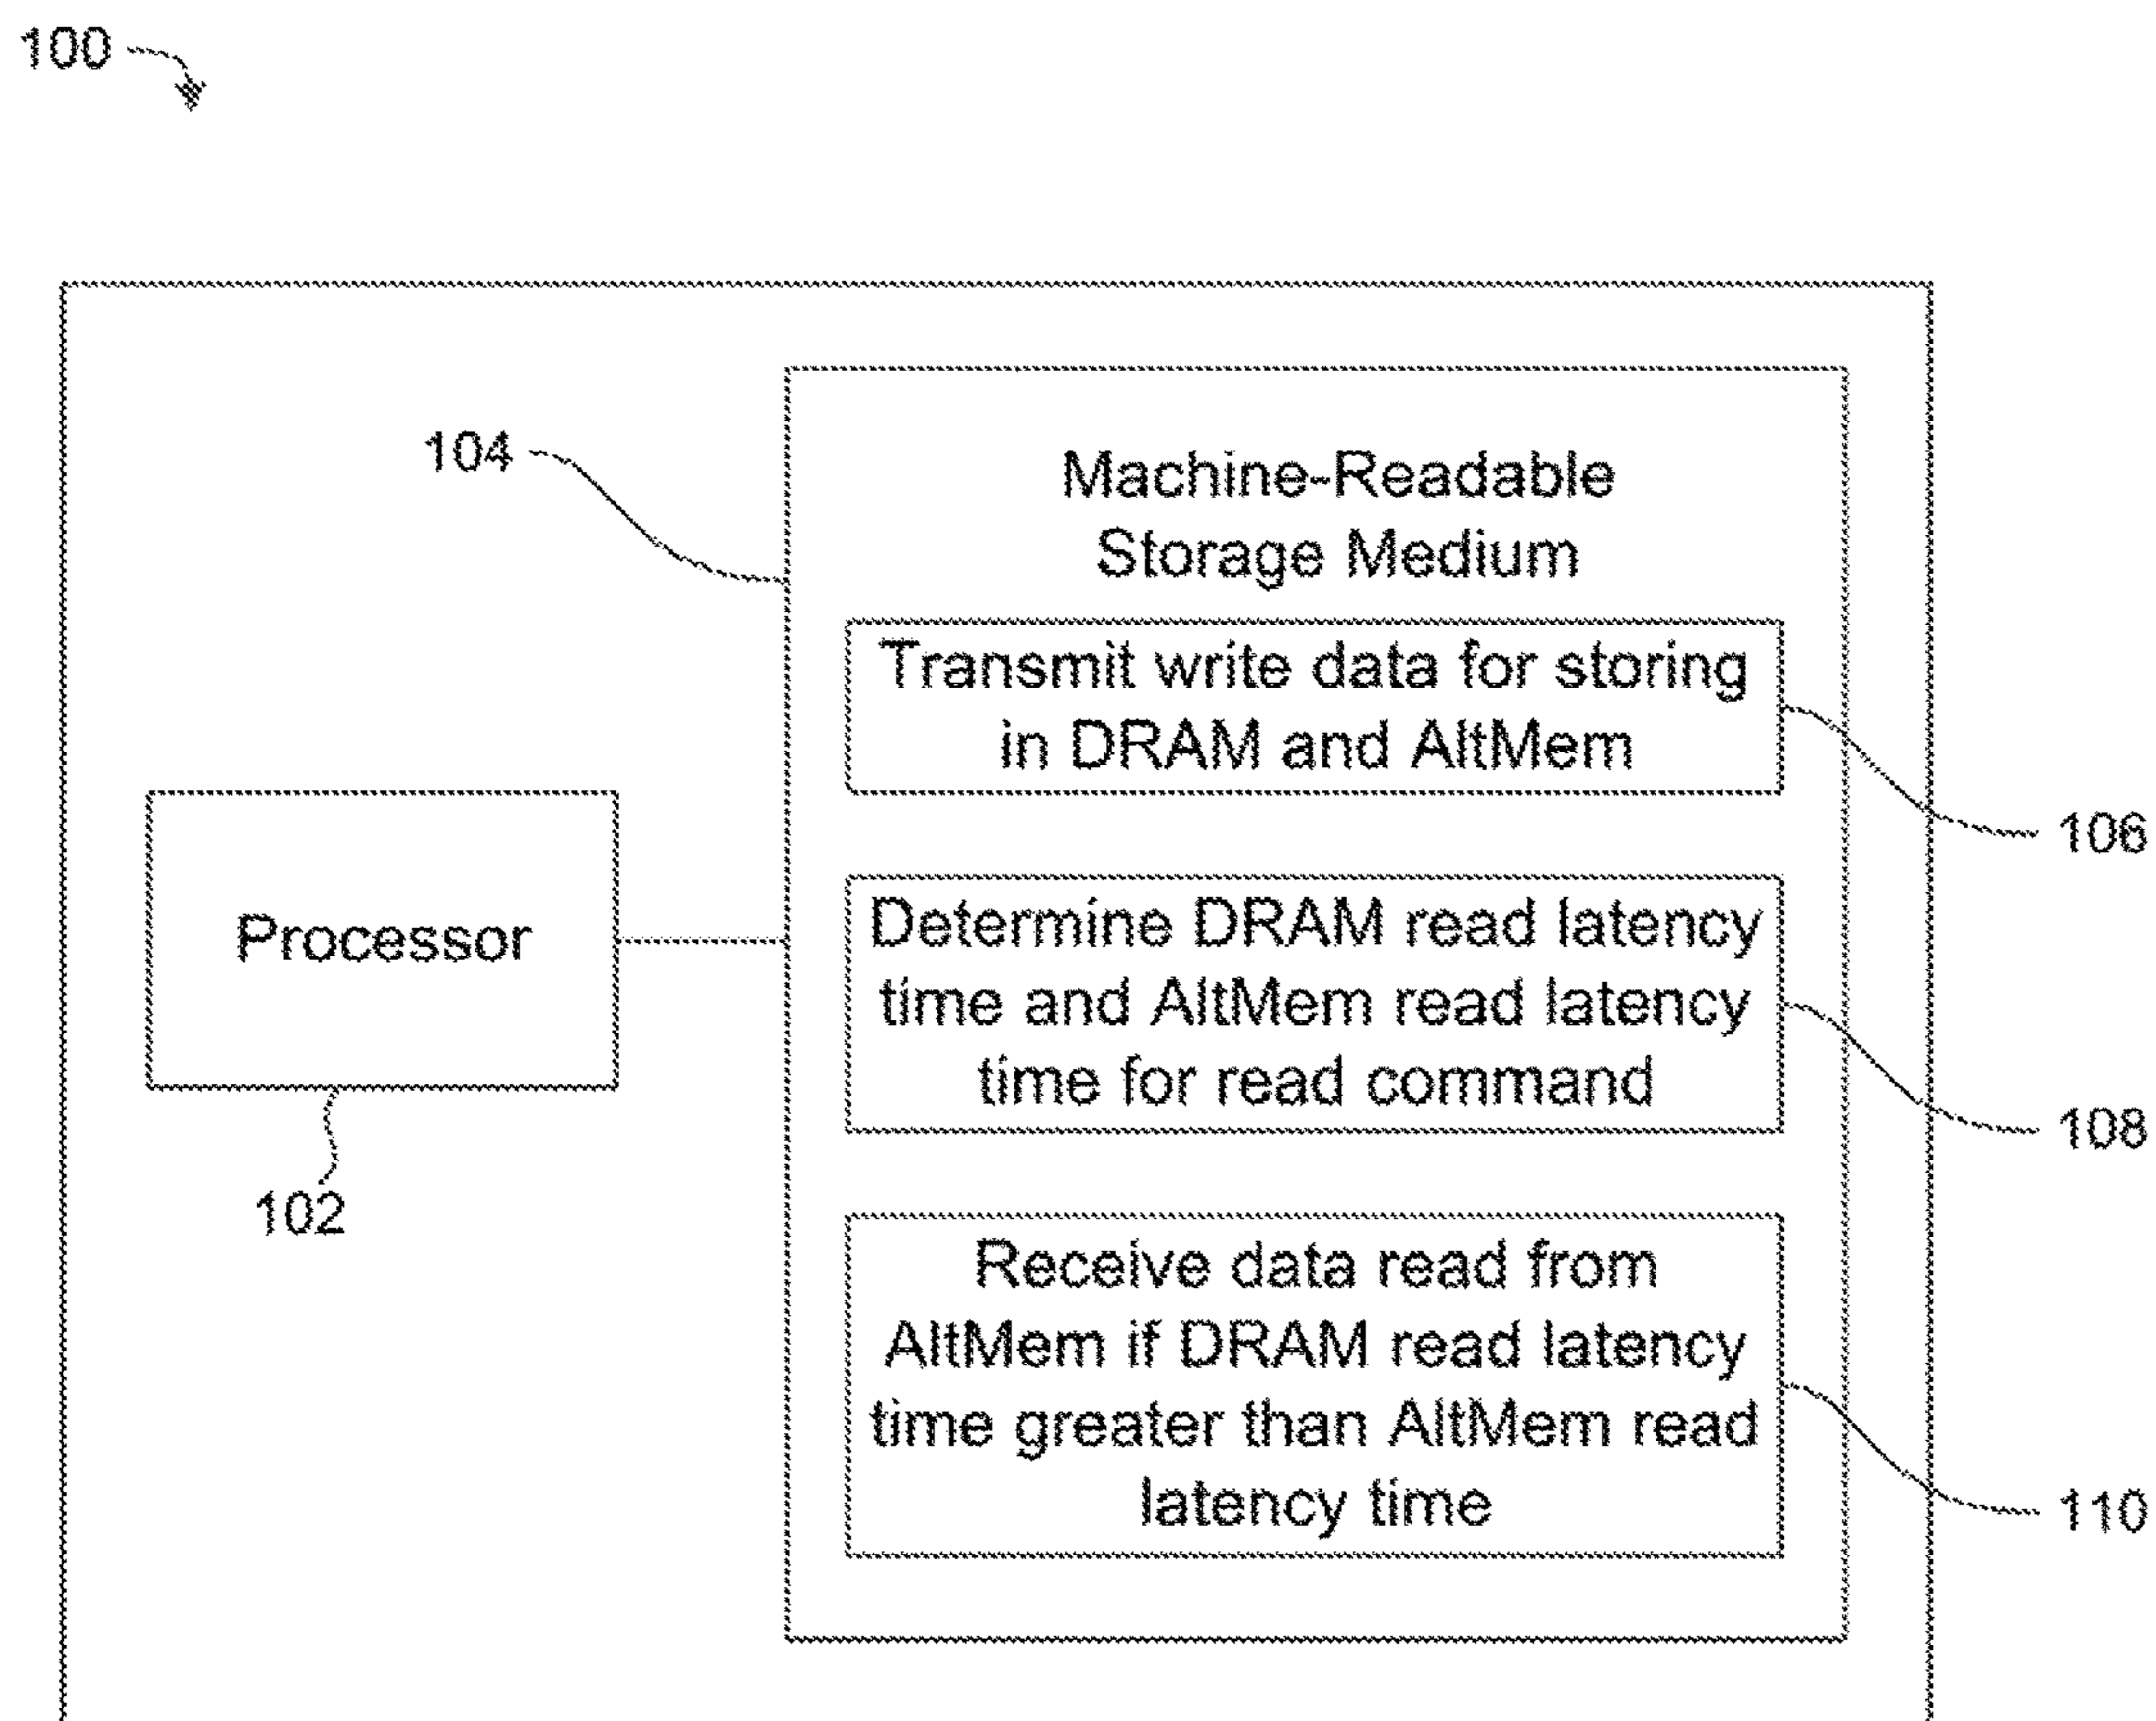 100
104
Machine-Readable
Storage Medium
Transmit write data for storing
in DRAM and AltMem
106
Processor
102
Determine DRAM read latency
time and AltMem read latency
time for read command
108
Receive data read from
AltMem if DRAM read latency
time greater than AltMem read
latency time
110